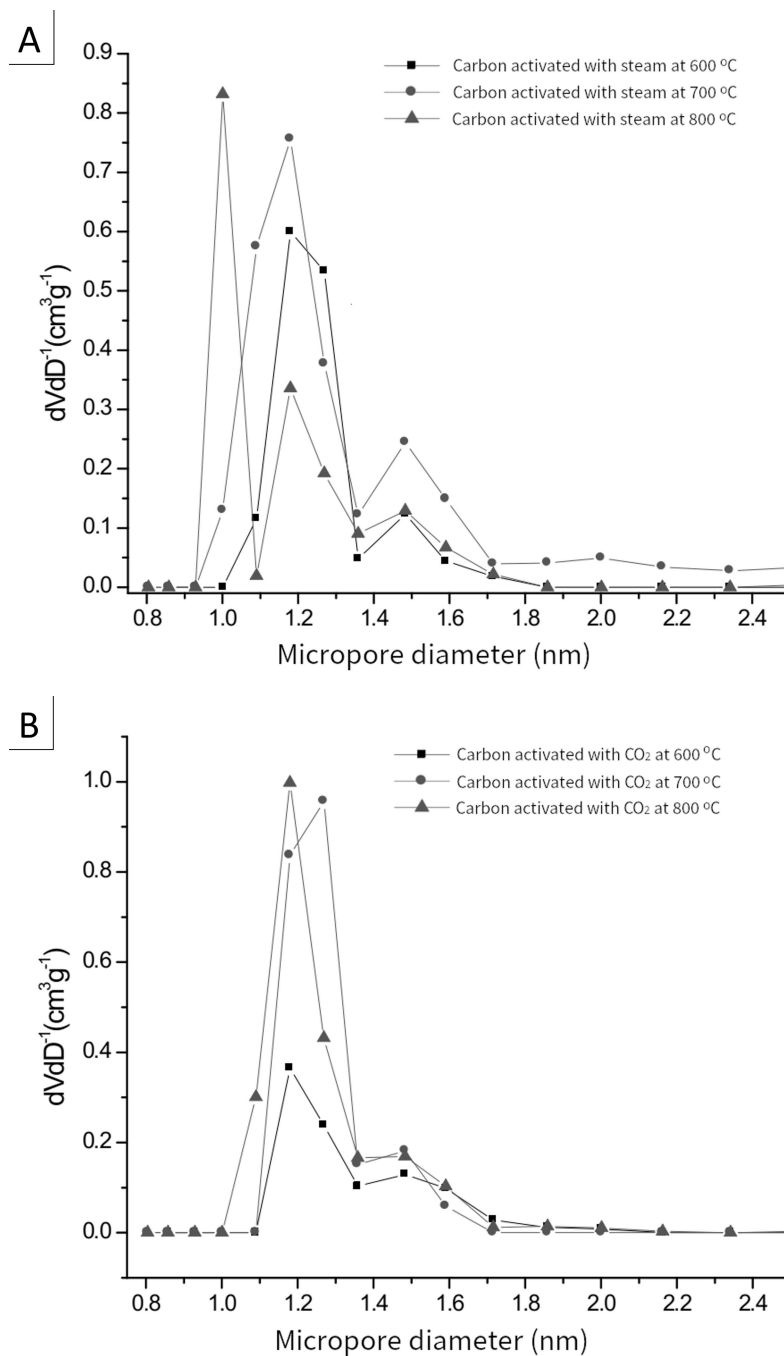 A
Carbon activated with steam at 600 ºC
Carbon activated with steam at 700 ºC
Carbon activated with steam at 800 ºC
0.9
0.8
0.7
0.6
0.5
0.4
0.3
0.2
0.1
0.0
dVdD⁻¹(cm³g⁻¹)
0.8 1.0 1.2 1.4 1.6 1.8 2.0 2.2 2.4
Micropore diameter (nm)
B
Carbon activated with CO₂ at 600 ºC
Carbon activated with CO₂ at 700 ºC
Carbon activated with CO₂ at 800 ºC
1.0
0.8
0.6
0.4
0.2
0.0
dVdD⁻¹(cm³g⁻¹)
0.8 1.0 1.2 1.4 1.6 1.8 2.0 2.2 2.4
Micropore diameter (nm)